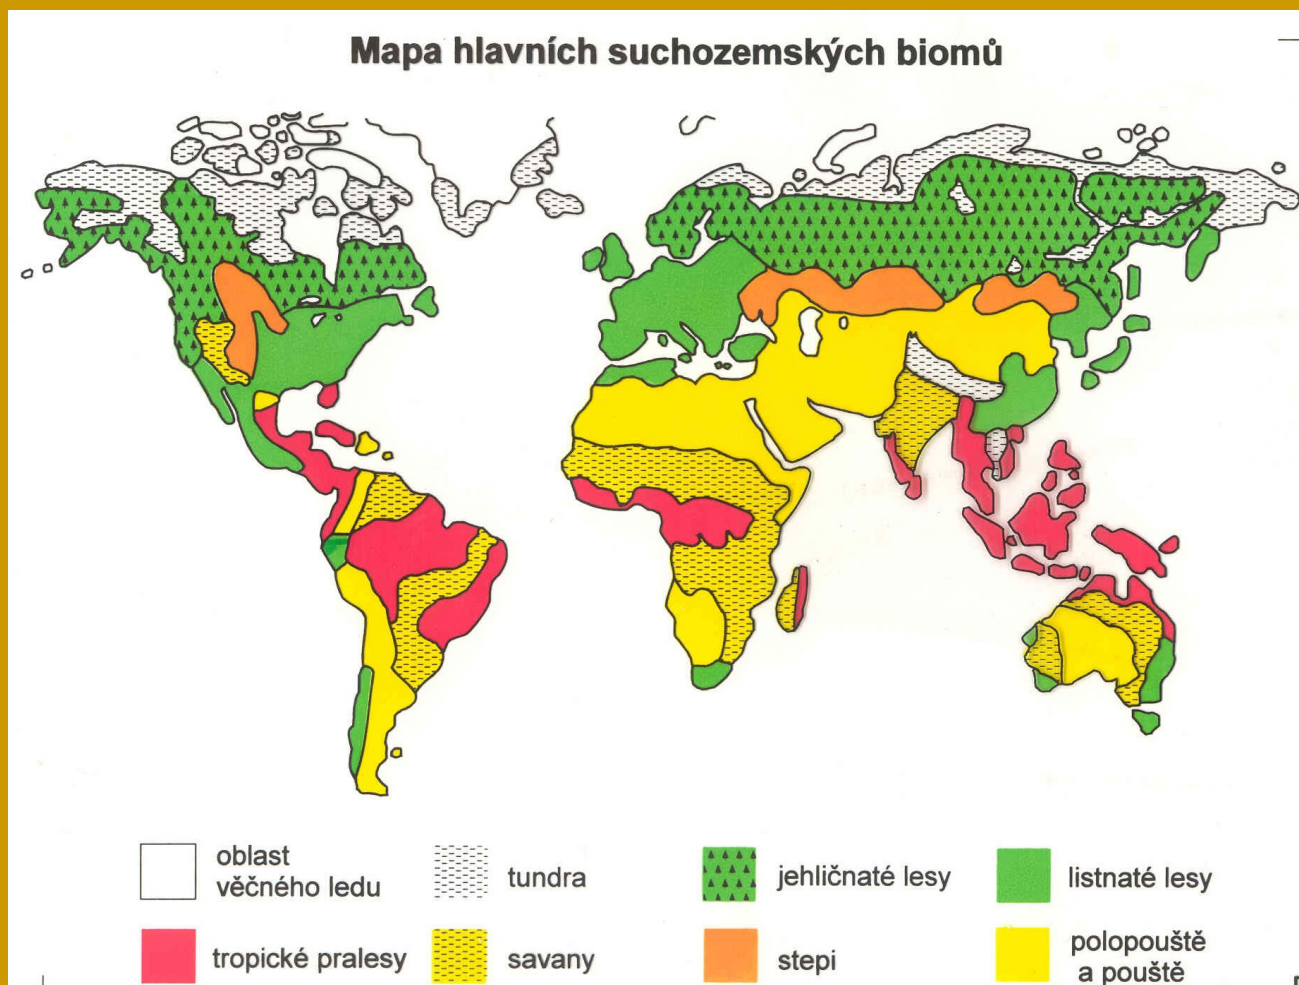 Mapa hlavních suchozemských biomů
oblast
věčného ledu
tundra
jehličnaté lesy
listnaté lesy
tropické pralesy
savany
stepi
polopouště
a pouště